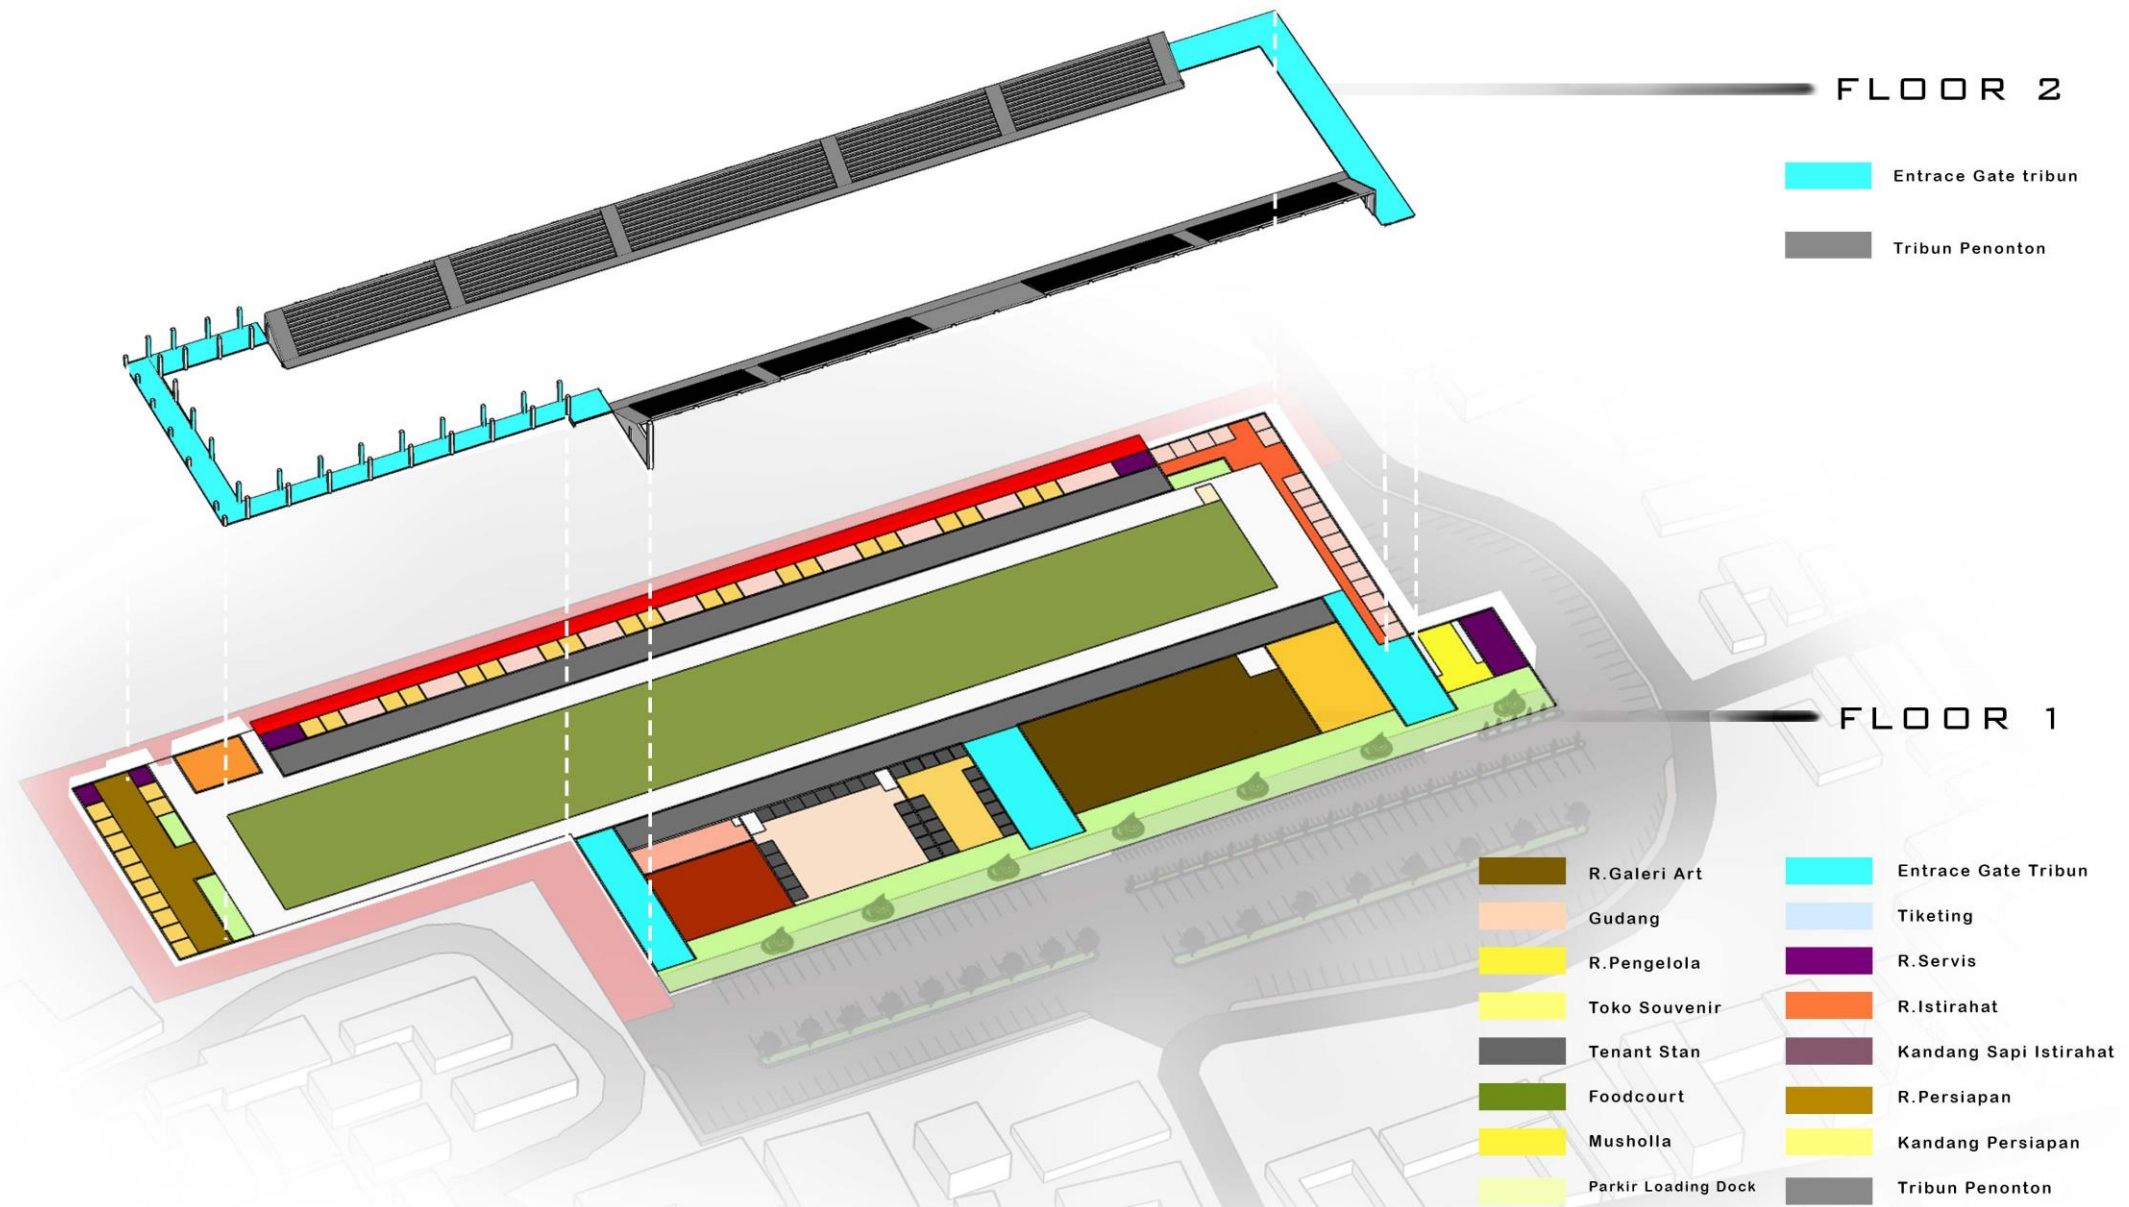 FLOOR 2
Entrace Gate tribun
Tribun Penonton
FLOOR 1
R.Galeri Art
Gudang
R.Pengelola
Toko Souvenir
Tenant Stan
Foodcourt
Musholla
Parkir Loading Dock
Entrace Gate Tribun
Tiketing
R.Servis
R.Istirahat
Kandang Sapi Istirahat
R.Persiapan
Kandang Persiapan
Tribun Penonton